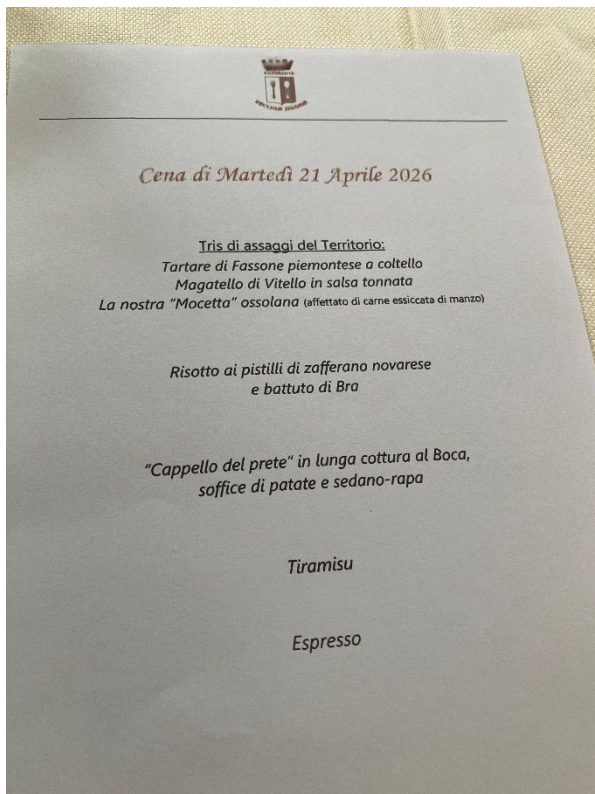 RISTORANTE
Cena di Martedì 21 Aprile 2026
Tris di assaggi del Territorio:
Tartare di Fassone piemontese a coltello
Magatello di Vitello in salsa tonnata
La nostra “Mocetta” ossolana (affettato di carne essiccata di manzo)
Risotto ai pistilli di zafferano novarese
e battuto di Bra
“Cappello del prete” in lunga cottura al Boca,
soffice di patate e sedano-rapa
Tiramisu
Espresso